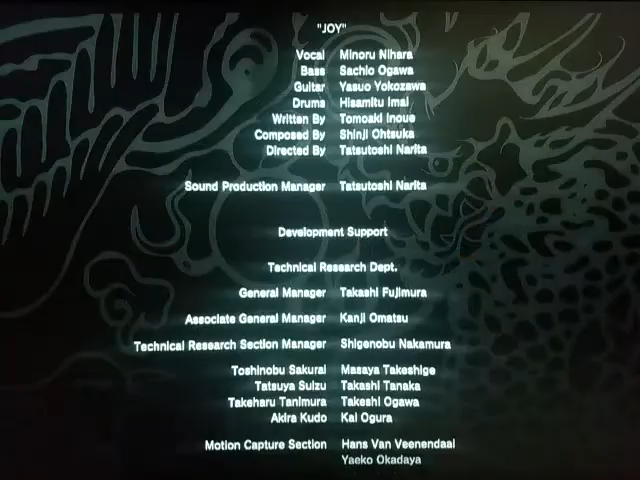 "JOY"
Vocal Minoru Nihara
Bass Sachio Ogawa
Guitar Yasuo Yokozawa
Drums Hisamitu Imai
Written By Tomoaki Inoue
Composed By Shinji Ohtsuka
Directed By Tatsutoshi Narita
Sound Production Manager Tatsutoshi Narita
Development Support
Technical Research Dept.
General Manager Takashi Fujimura
Associate General Manager Kanji Omatsu
Technical Research Section Manager Shigenobu Nakamura
Toshinobu Sakurai Masaya Takeshige
Tatsuya Suizu Takashi Tanaka
Takeharu Tanimura Takeshi Ogawa
Akira Kudo Kai Ogura
Motion Capture Section Hans Van Veenendaal
Yaeko Okadaya